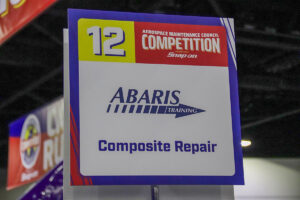 12
AEROSPACE MAINTENANCE COUNCIL
COMPETITION
Snap-on
ABARIS
TRAINING
Composite Repair